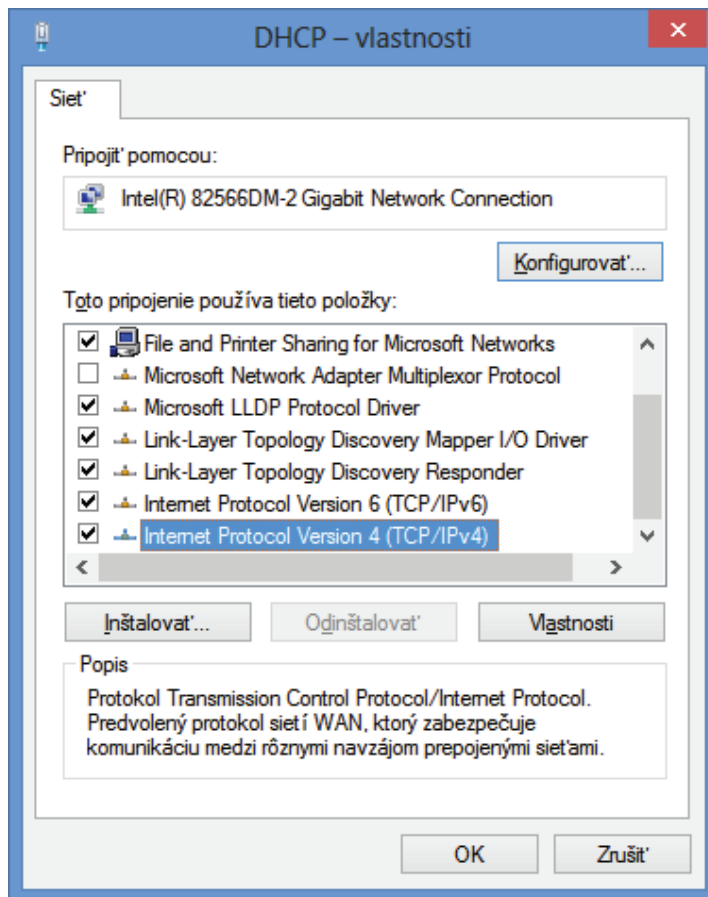 DHCP – vlastnosti
Sieť
Pripojiť pomocou:
Intel(R) 82566DM-2 Gigabit Network Connection
Konfigurovať...
Toto pripojenie používa tieto položky:
File and Printer Sharing for Microsoft Networks
Microsoft Network Adapter Multiplexor Protocol
Microsoft LLDP Protocol Driver
Link-Layer Topology Discovery Mapper I/O Driver
Link-Layer Topology Discovery Responder
Internet Protocol Version 6 (TCP/IPv6)
Internet Protocol Version 4 (TCP/IPv4)
Inštalovať... Odinštalovať Vlastnosti
Popis
Protokol Transmission Control Protocol/Internet Protocol.
Predvolený protokol sietí WAN, ktorý zabezpečuje
komunikáciu medzi rôznymi navzájom prepojenými sieťami.
OK Zrušiť